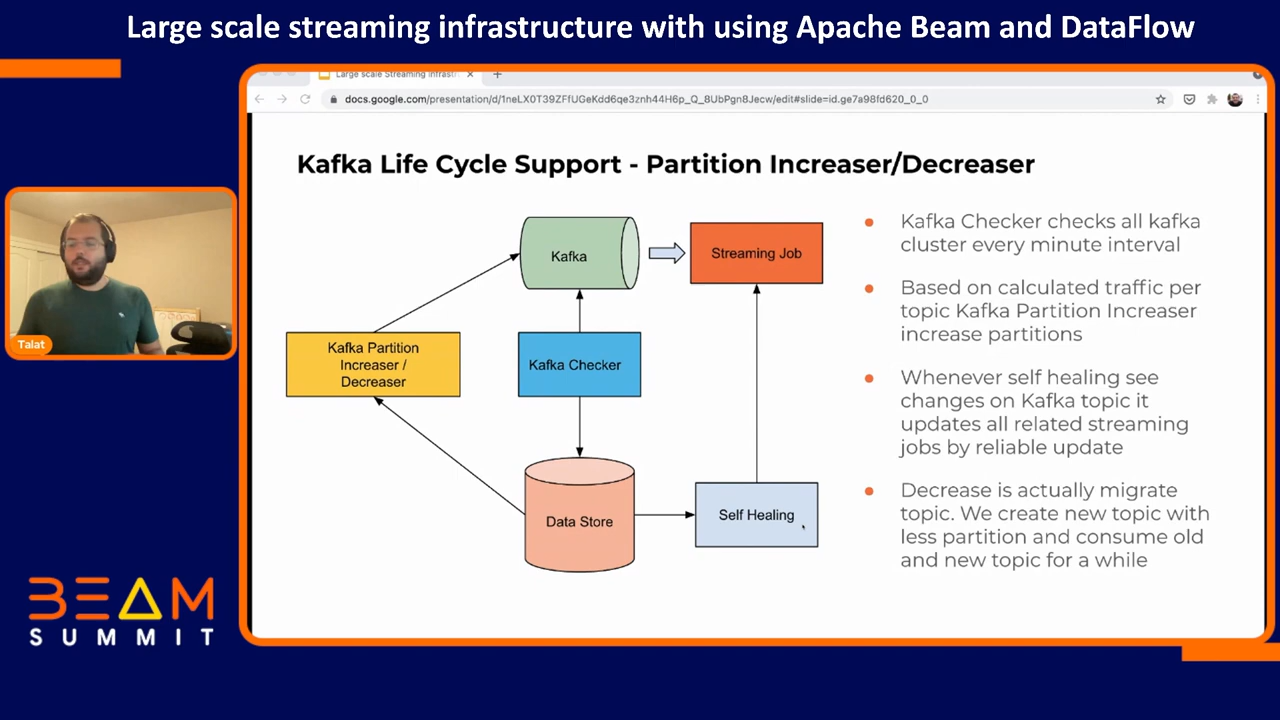 Large scale streaming infrastructure with using Apache Beam and DataFlow
Large scale Streaming Infrast
docs.google.com/presentation/d/1neLX0T39ZFfUGeKdd6qe3znh44H6p_Q_8UbPgn8Jecw/edit#slide=id.ge7a98fd620_0_0
Kafka Life Cycle Support - Partition Increaser/Decreaser
Kafka
Streaming Job
Kafka Partition
Increaser /
Decreaser
Kafka Checker
Data Store
Self Healing
Kafka Checker checks all kafka
cluster every minute interval
Based on calculated traffic per
topic Kafka Partition Increaser
increase partitions
Whenever self healing see
changes on Kafka topic it
updates all related streaming
jobs by reliable update
Decrease is actually migrate
topic. We create new topic with
less partition and consume old
and new topic for a while
Talat
BEAM
SUMMIT